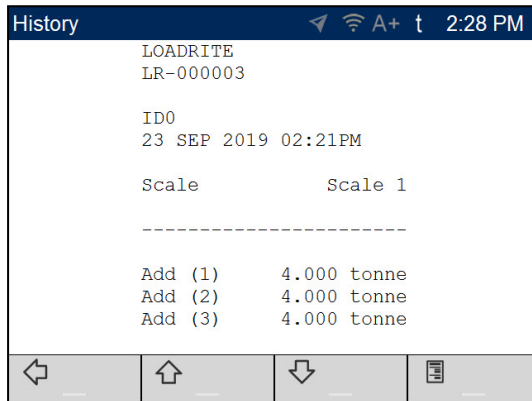 History A+ t 2:28 PM
LOADRITE
LR-000003
ID0
23 SEP 2019 02:21PM
Scale Scale 1
------------------------
Add (1) 4.000 tonne
Add (2) 4.000 tonne
Add (3) 4.000 tonne